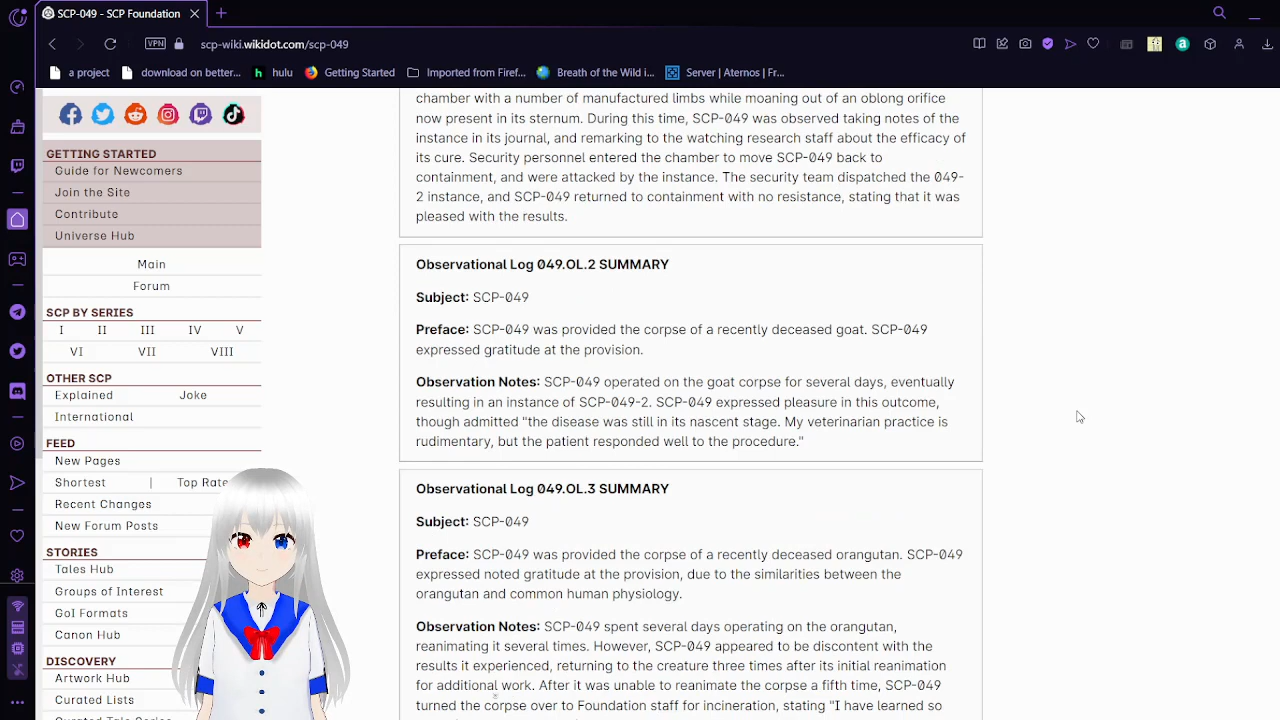 SCP-049 - SCP Foundation
VPN
scp-wiki.wikidot.com/scp-049
a project
download on better...
hulu
Getting Started
Imported from Firef...
Breath of the Wild i...
Server | Aternos | Fr...
GETTING STARTED
Guide for Newcomers
Join the Site
Contribute
Universe Hub
Main
Forum
SCP BY SERIES
I II III IV V
VI VII VIII
OTHER SCP
Explained Joke
International
FEED
New Pages
Shortest | Top Rate
Recent Changes
New Forum Posts
STORIES
Tales Hub
Groups of Interest
GoI Formats
Canon Hub
DISCOVERY
Artwork Hub
Curated Lists
Curated Tale Series
chamber with a number of manufactured limbs while moaning out of an oblong orifice
now present in its sternum. During this time, SCP-049 was observed taking notes of the
instance in its journal, and remarking to the watching research staff about the efficacy of
its cure. Security personnel entered the chamber to move SCP-049 back to
containment, and were attacked by the instance. The security team dispatched the 049-
2 instance, and SCP-049 returned to containment with no resistance, stating that it was
pleased with the results.
Observational Log 049.OL.2 SUMMARY
Subject: SCP-049
Preface: SCP-049 was provided the corpse of a recently deceased goat. SCP-049
expressed gratitude at the provision.
Observation Notes: SCP-049 operated on the goat corpse for several days, eventually
resulting in an instance of SCP-049-2. SCP-049 expressed pleasure in this outcome,
though admitted "the disease was still in its nascent stage. My veterinarian practice is
rudimentary, but the patient responded well to the procedure."
Observational Log 049.OL.3 SUMMARY
Subject: SCP-049
Preface: SCP-049 was provided the corpse of a recently deceased orangutan. SCP-049
expressed noted gratitude at the provision, due to the similarities between the
orangutan and common human physiology.
Observation Notes: SCP-049 spent several days operating on the orangutan,
reanimating it several times. However, SCP-049 appeared to be discontent with the
results it experienced, returning to the creature three times after its initial reanimation
for additional work. After it was unable to reanimate the corpse a fifth time, SCP-049
turned the corpse over to Foundation staff for incineration, stating "I have learned so